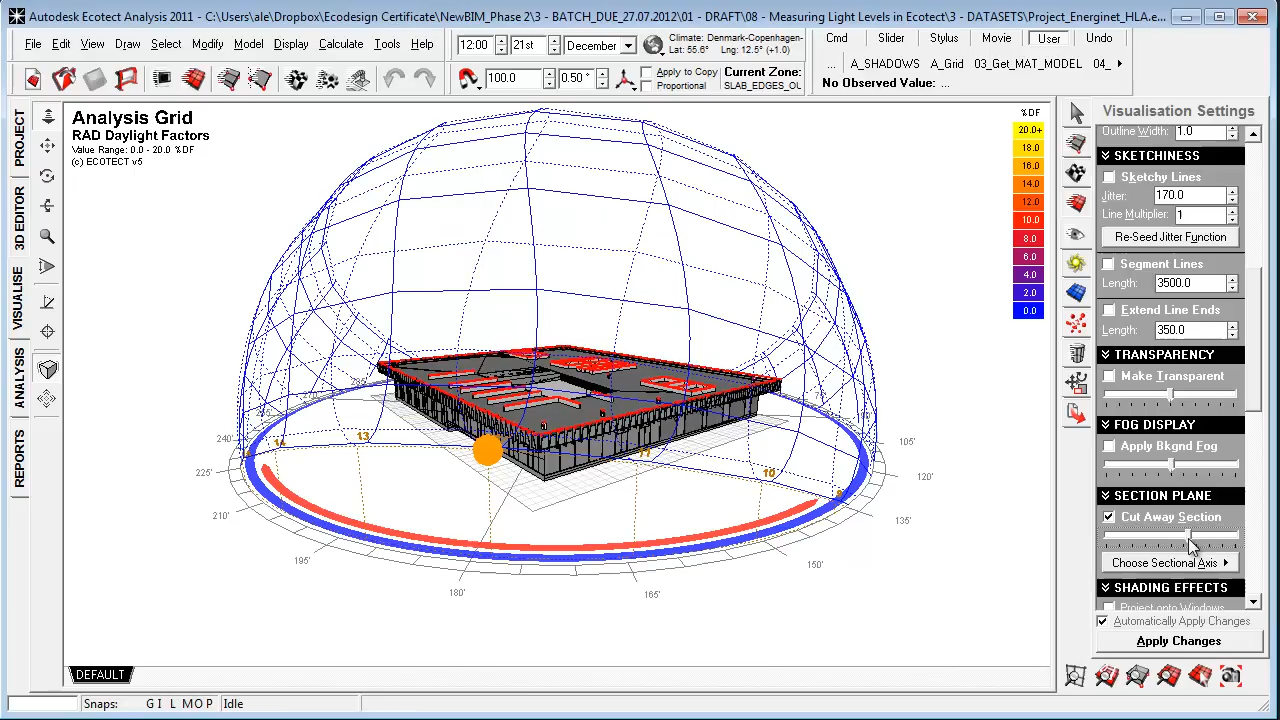 Autodesk Ecotect Analysis 2011 - C:\Users\ale\Dropbox\Ecodesign Certificate\NewBIM_Phase 2\3 - BATCH_DUE_27.07.2012\01 - DRAFT\08 - Measuring Light Levels in Ecotect\3 - DATASETS\Project_Energinet_HLA.e...
File Edit View Draw Select Modify Model Display Calculate Tools Help
12:00 21st December
Climate: Denmark-Copenhagen-
Lat: 55.6° Lng: 12.5° (+1.0)
Cmd Slider Stylus Movie User Undo
... A_SHADOWS A_Grid 03_Get_MAT_MODEL 04_
100.0 0.50 °
Apply to Copy
Proportional
Current Zone:
SLAB_EDGES_OL
No Observed Value: ...
PROJECT
3D EDITOR
VISUALISE
ANALYSIS
REPORTS
Analysis Grid
RAD Daylight Factors
Value Range: 0.0 - 20.0 %DF
(c) ECOTECT v5
%DF
20.0+
18.0
16.0
14.0
12.0
10.0
8.0
6.0
4.0
2.0
0.0
240'
225'
210'
195'
180'
165'
150'
135'
120'
105'
14
13
11
10
9
DEFAULT
Visualisation Settings
Outline Width: 1.0
SKETCHINESS
Sketchy Lines
Jitter: 170.0
Line Multiplier: 1
Re-Seed Jitter Function
Segment Lines
Length: 3500.0
Extend Line Ends
Length: 350.0
TRANSPARENCY
Make Transparent
FOG DISPLAY
Apply Bkgnd Fog
SECTION PLANE
Cut Away Section
Choose Sectional Axis
SHADING EFFECTS
Project onto Windows
Automatically Apply Changes
Apply Changes
Snaps: G I L M O P Idle